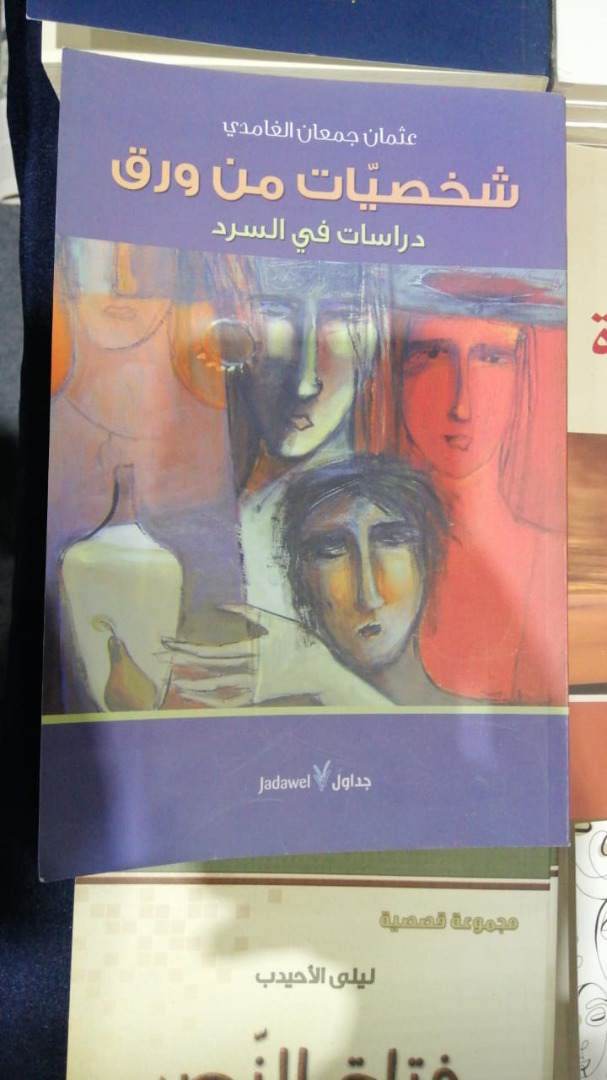 عثمان جمعان الغامدي
شخصيّات من ورق
دراسات في السرد
Jadawel جداول
مجموعة قصصية
ليلى الأحيدب